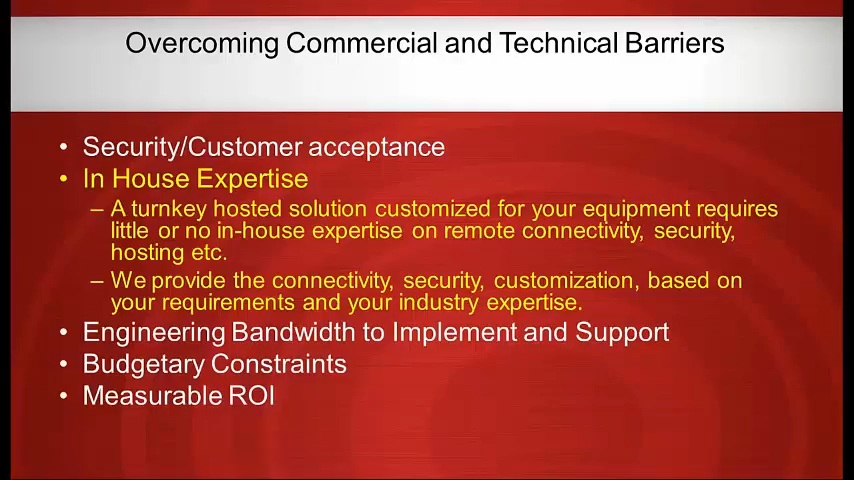 Overcoming Commercial and Technical Barriers
• Security/Customer acceptance
• In House Expertise
– A turnkey hosted solution customized for your equipment requires
little or no in-house expertise on remote connectivity, security,
hosting etc.
– We provide the connectivity, security, customization, based on
your requirements and your industry expertise.
• Engineering Bandwidth to Implement and Support
• Budgetary Constraints
• Measurable ROI